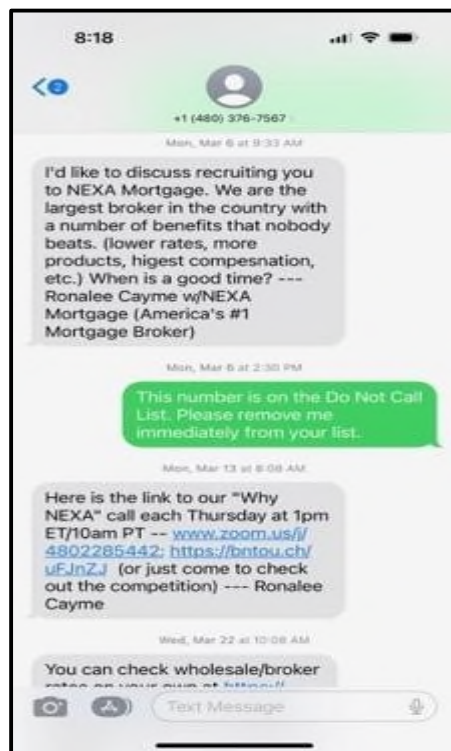 8:18
2
+1 (480) 376-7567
Mon, Mar 6 at 9:33 AM
I'd like to discuss recruiting you
to NEXA Mortgage. We are the
largest broker in the country with
a number of benefits that nobody
beats. (lower rates, more
products, higest compesnation,
etc.) When is a good time? ---
Ronalee Cayme w/NEXA
Mortgage (America's #1
Mortgage Broker)
Mon, Mar 6 at 2:30 PM
This number is on the Do Not Call
List. Please remove me
immediately from your list.
Mon, Mar 13 at 8:08 AM
Here is the link to our "Why
NEXA" call each Thursday at 1pm
ET/10am PT -- www.zoom.us/j/
4802285442; https://bntou.ch/
uFJnZJ (or just come to check
out the competition) --- Ronalee
Cayme
Wed, Mar 22 at 10:08 AM
You can check wholesale/broker
rates on your own at https://
Text Message